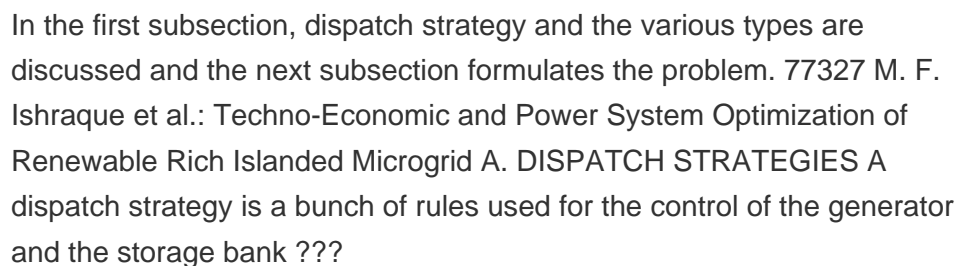 In the first subsection, dispatch strategy and the various types are
discussed and the next subsection formulates the problem. 77327 M. F.
Ishraque et al.: Techno-Economic and Power System Optimization of
Renewable Rich Islanded Microgrid A. DISPATCH STRATEGIES A
dispatch strategy is a bunch of rules used for the control of the generator
and the storage bank ???